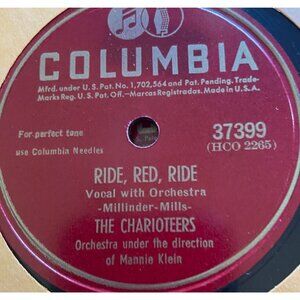 COLUMBIA
Mfrd. under U.S. Pat. No. 1,702,564 and Pat. Pending. Trade-
Marks Reg. U.S. Pat. Off.—Marcas Registradas. Made in U.S.A.
For perfect tone
use Columbia Needles
37399
(HCO 2265)
RIDE, RED, RIDE
Vocal with Orchestra
-Millinder-Mills-
THE CHARIOTEERS
Orchestra under the direction
of Mannie Klein